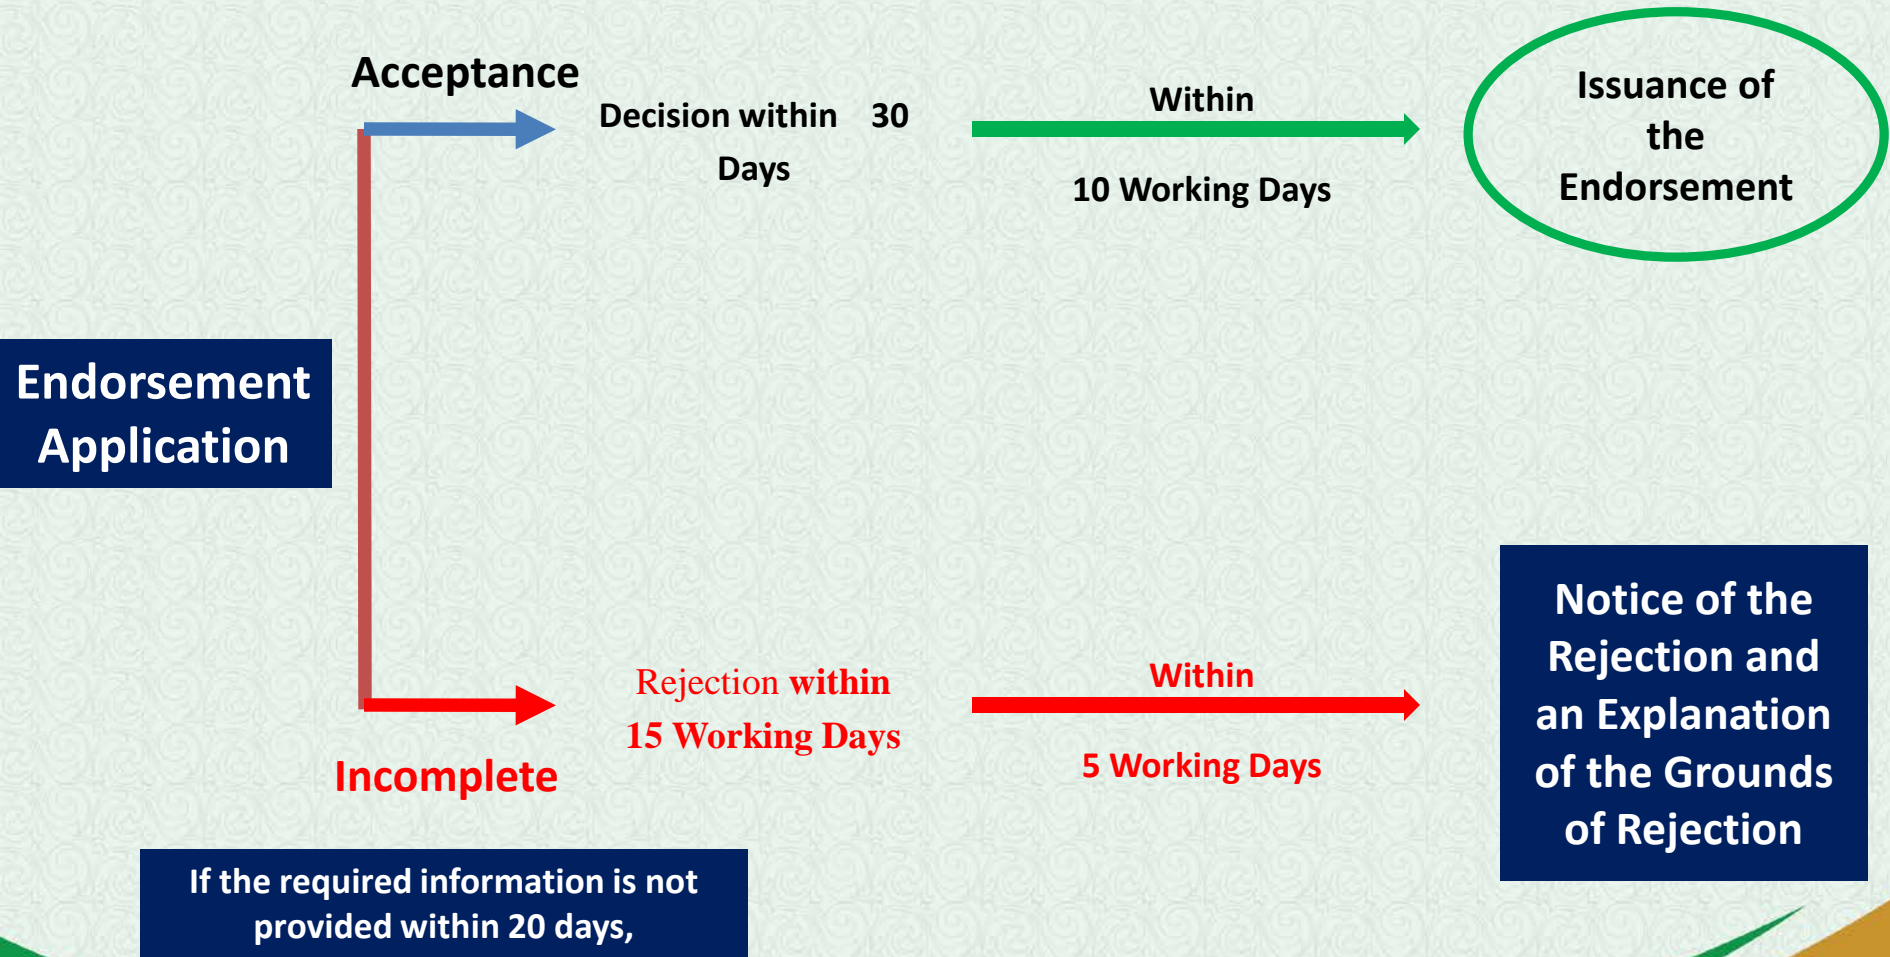 Acceptance
Decision within 30
Days
Within
10 Working Days
Issuance of
the
Endorsement
Endorsement
Application
Rejection within
15 Working Days
Incomplete
Within
5 Working Days
Notice of the
Rejection and
an Explanation
of the Grounds
of Rejection
If the required information is not
provided within 20 days,